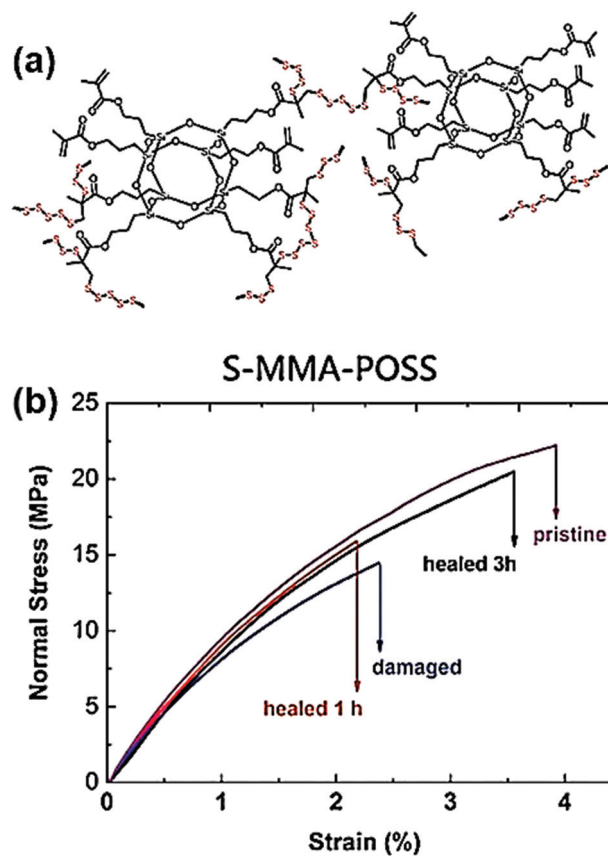 (a)
S-MMA-POSS
(b)
Normal Stress (MPa)
25
20
15
10
5
0
pristine
healed 3h
damaged
healed 1 h
0
1
2
3
4
Strain (%)